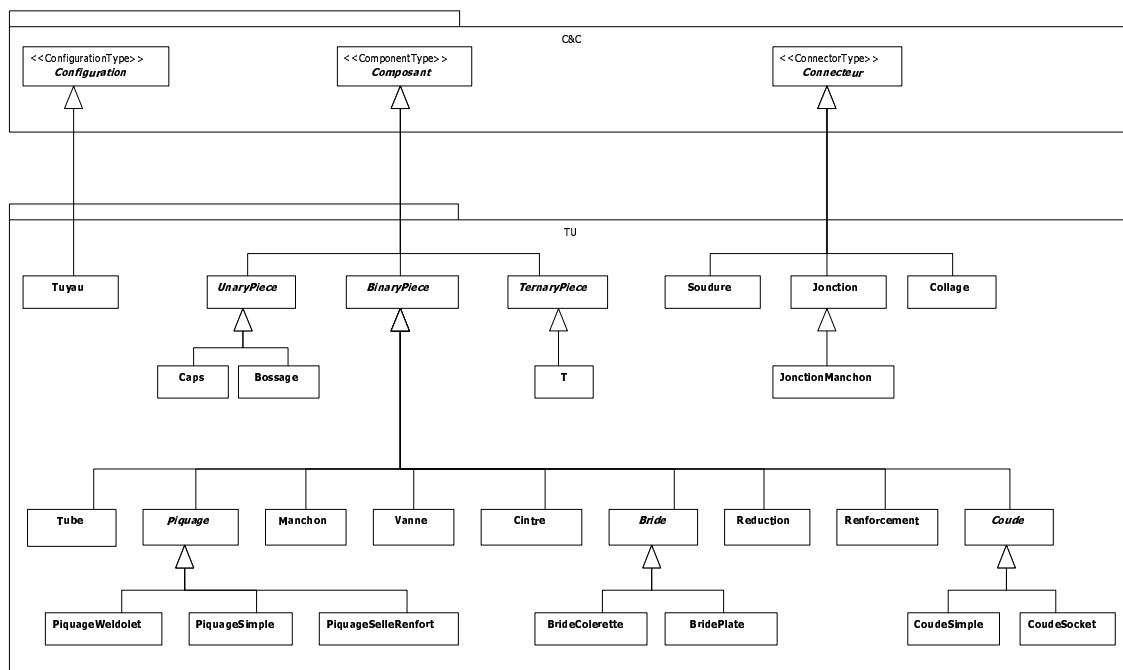 C&C
<<ConfigurationType>>
Configuration
<<ComponentType>>
Composant
<<ConnectorType>>
Connecteur
TU
Tuyau
UnaryPiece
BinaryPiece
TernaryPiece
Soudure
Jonction
Collage
Caps
Bossage
T
JonctionManchon
Tube
Piquage
Manchon
Vanne
Cintre
Bride
Reduction
Renforcement
Coude
PiquageWeldolet
PiquageSimple
PiquageSelleRenfort
BrideColerette
BridePlate
CoudeSimple
CoudeSocket